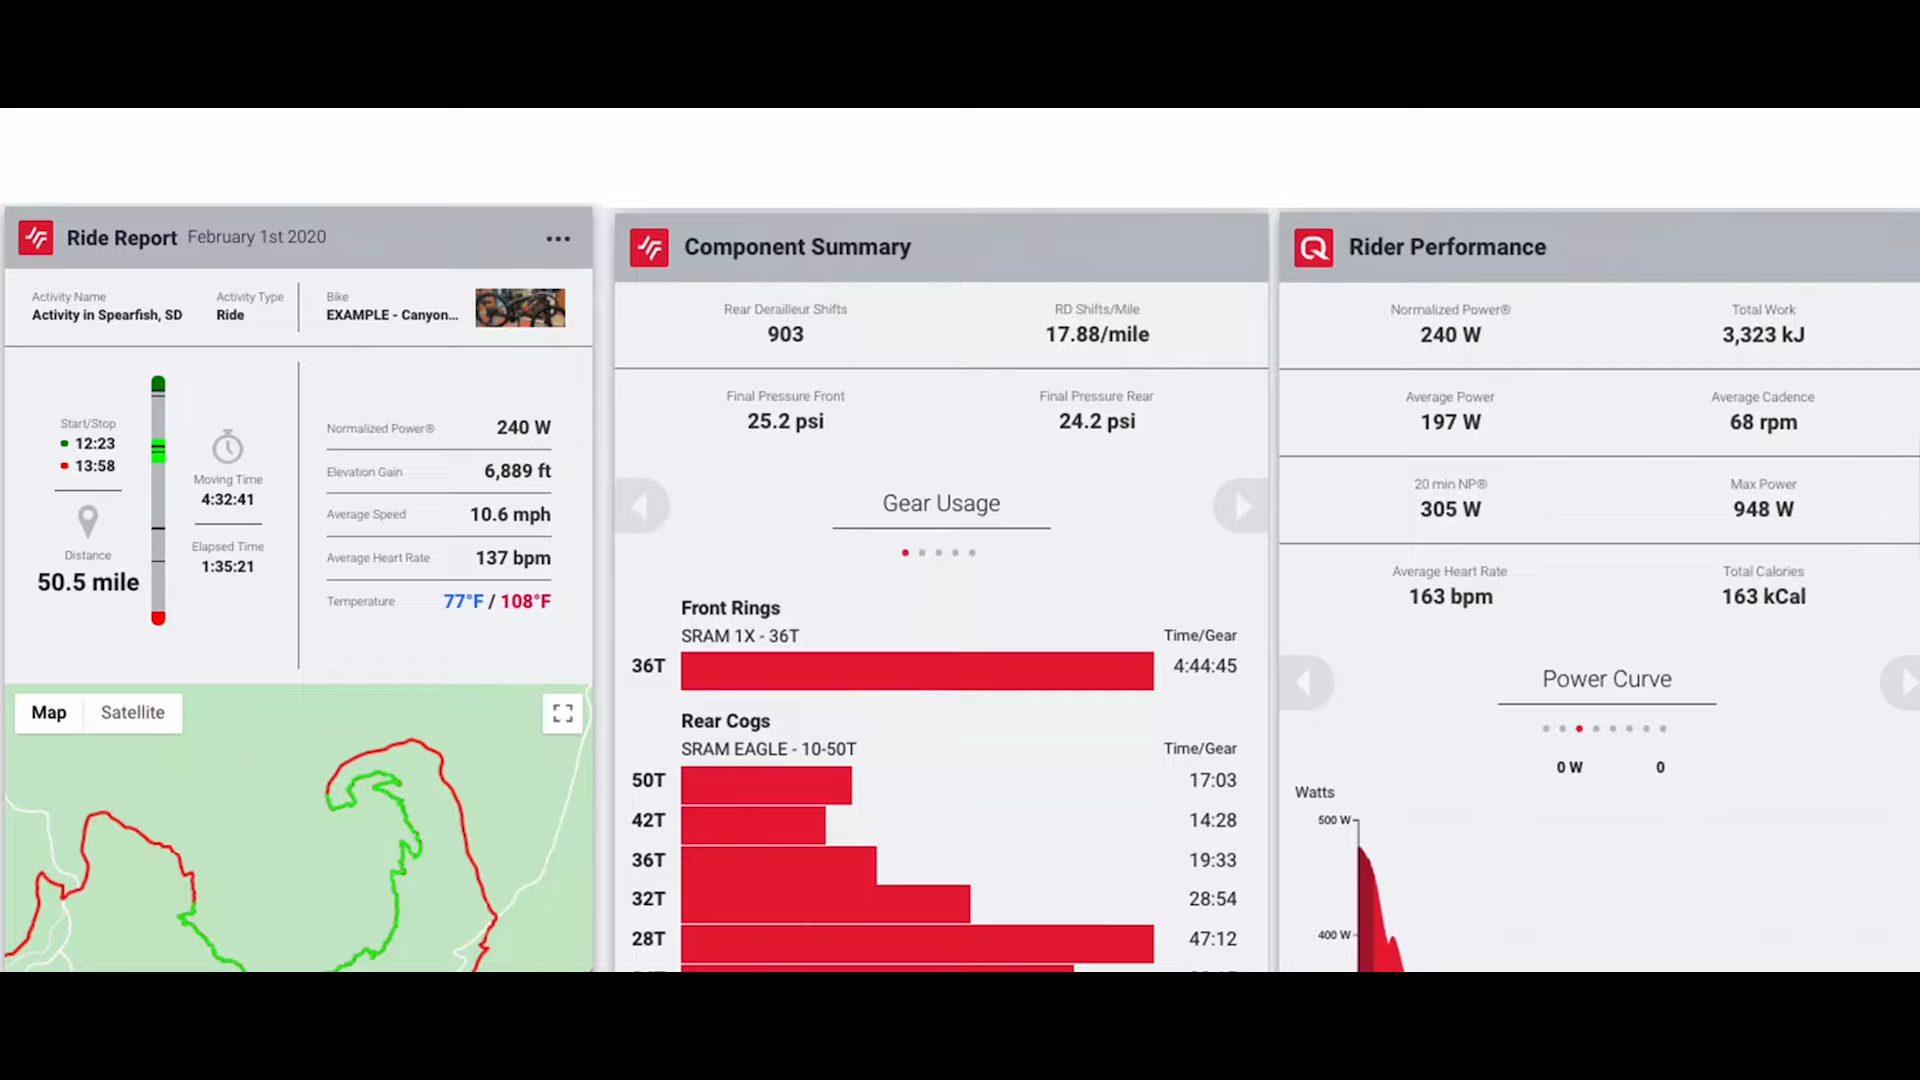 Ride Report February 1st 2020
Activity Name
Activity in Spearfish, SD
Activity Type
Ride
Bike
EXAMPLE - Canyon...
Start/Stop
12:23
13:58
Distance
50.5 mile
Moving Time
4:32:41
Elapsed Time
1:35:21
Normalized Power® 240 W
Elevation Gain 6,889 ft
Average Speed 10.6 mph
Average Heart Rate 137 bpm
Temperature 77°F / 108°F
Map Satellite
Component Summary
Rear Derailleur Shifts
903
RD Shifts/Mile
17.88/mile
Final Pressure Front
25.2 psi
Final Pressure Rear
24.2 psi
Gear Usage
Front Rings
SRAM 1X - 36T Time/Gear
36T 4:44:45
Rear Cogs
SRAM EAGLE - 10-50T Time/Gear
50T 17:03
42T 14:28
36T 19:33
32T 28:54
28T 47:12
Q Rider Performance
Normalized Power®
240 W
Total Work
3,323 kJ
Average Power
197 W
Average Cadence
68 rpm
20 min NP®
305 W
Max Power
948 W
Average Heart Rate
163 bpm
Total Calories
163 kCal
Power Curve
0 W 0
Watts
500 W
400 W